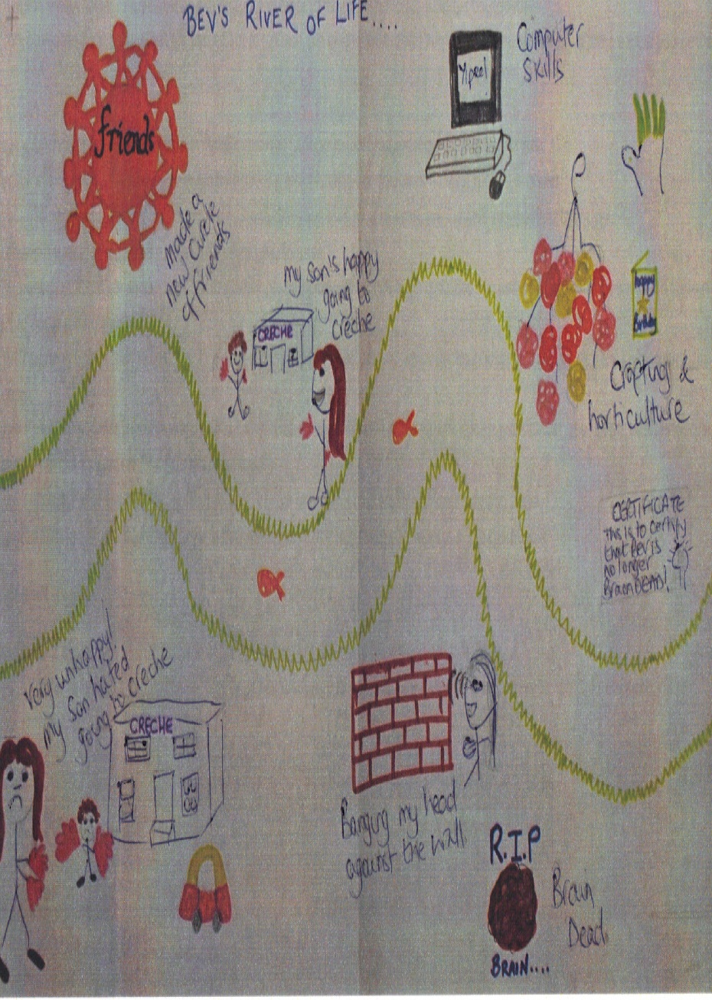 BEV'S RIVER OF LIFE....
Computer
skills
Yipee!
friends
made a
new circle
of friends
my son's happy
going to
creche
CRECHE
happy
Birthday
Crafting &
horticulture
CERTIFICATE
This is to certify
that Bev is
no longer
Brain DEAD!
very unhappy!
my son hated
going to creche
CRECHE
Banging my head
against the wall
R.I.P
Brain
Dead
BRAIN....